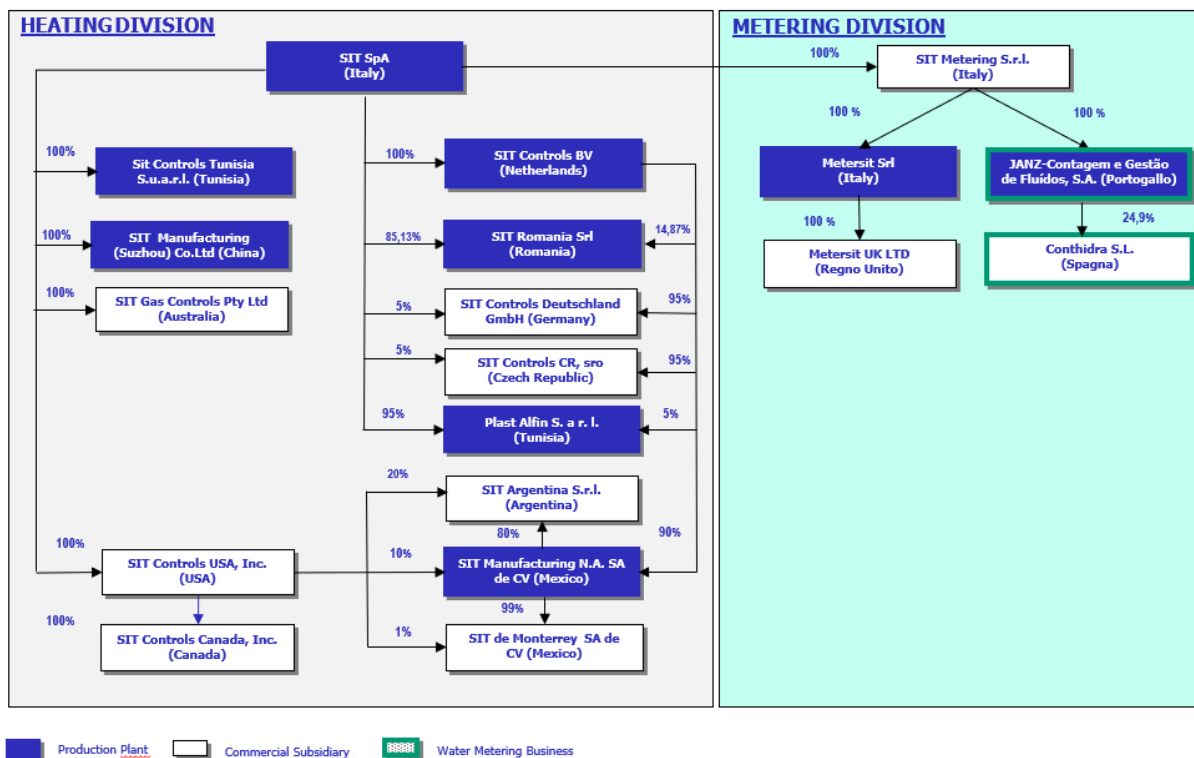 HEATING DIVISION
METERING DIVISION
SIT SpA
(Italy)
100%
SIT Metering S.r.l.
(Italy)
100 %
100 %
100%
Sit Controls Tunisia
S.u.a.r.l. (Tunisia)
100%
SIT Controls BV
(Netherlands)
Metersit Srl
(Italy)
JANZ-Contagem e Gestão
de Fluídos, S.A. (Portogallo)
100%
SIT Manufacturing
(Suzhou) Co.Ltd (China)
85,13%
SIT Romania Srl
(Romania)
14,87%
100 %
24,9%
Metersit UK LTD
(Regno Unito)
Conthidra S.L.
(Spagna)
100%
SIT Gas Controls Pty Ltd
(Australia)
5%
SIT Controls Deutschland
GmbH (Germany)
95%
5%
SIT Controls CR, sro
(Czech Republic)
95%
95%
Plast Alfin S. a r. l.
(Tunisia)
5%
20%
SIT Argentina S.r.l.
(Argentina)
80%
90%
100%
SIT Controls USA, Inc.
(USA)
10%
SIT Manufacturing N.A. SA
de CV (Mexico)
99%
100%
SIT Controls Canada, Inc.
(Canada)
1%
SIT de Monterrey SA de
CV (Mexico)
Production Plant
Commercial Subsidiary
Water Metering Business